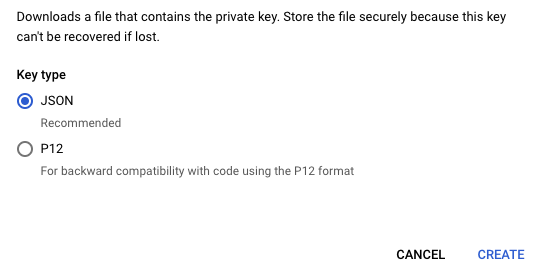 Downloads a file that contains the private key. Store the file securely because this key
can't be recovered if lost.
Key type
JSON
Recommended
P12
For backward compatibility with code using the P12 format
CANCEL CREATE